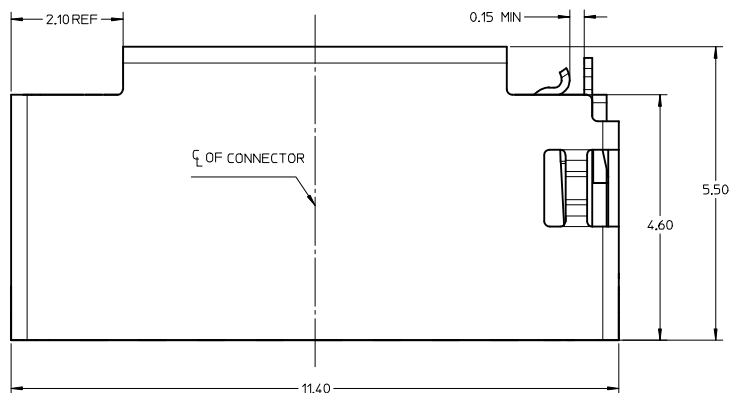 2.10 REF
0.15 MIN
℄ OF CONNECTOR
5.50
4.60
11.40